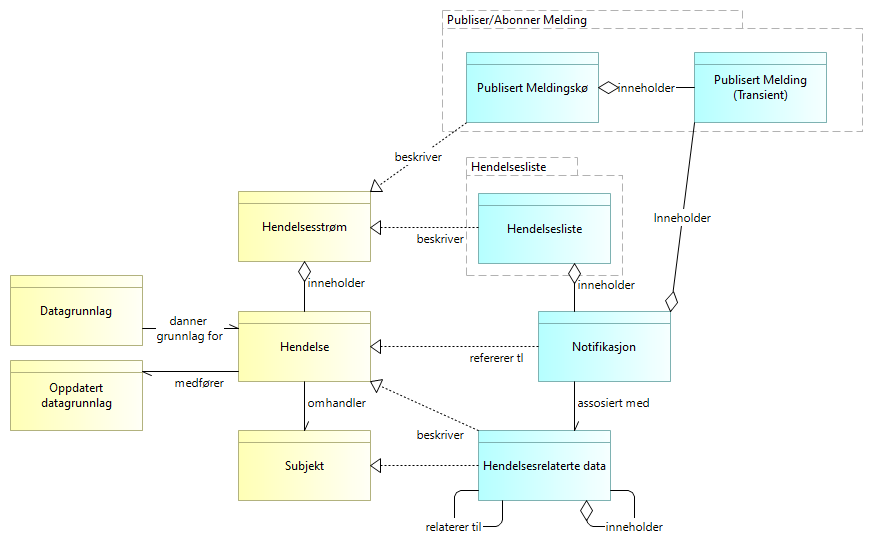 Publiser/Abonner Melding
Publisert Meldingskø
inneholder
Publisert Melding
(Transient)
beskriver
Hendelsesliste
Hendelsesstrøm
beskriver
Hendelsesliste
Inneholder
inneholder
inneholder
Datagrunnlag
danner
grunnlag for
Hendelse
refererer tl
Notifikasjon
Oppdatert
datagrunnlag
medfører
omhandler
assosiert med
beskriver
Subjekt
Hendelsesrelaterte data
relaterer til
inneholder